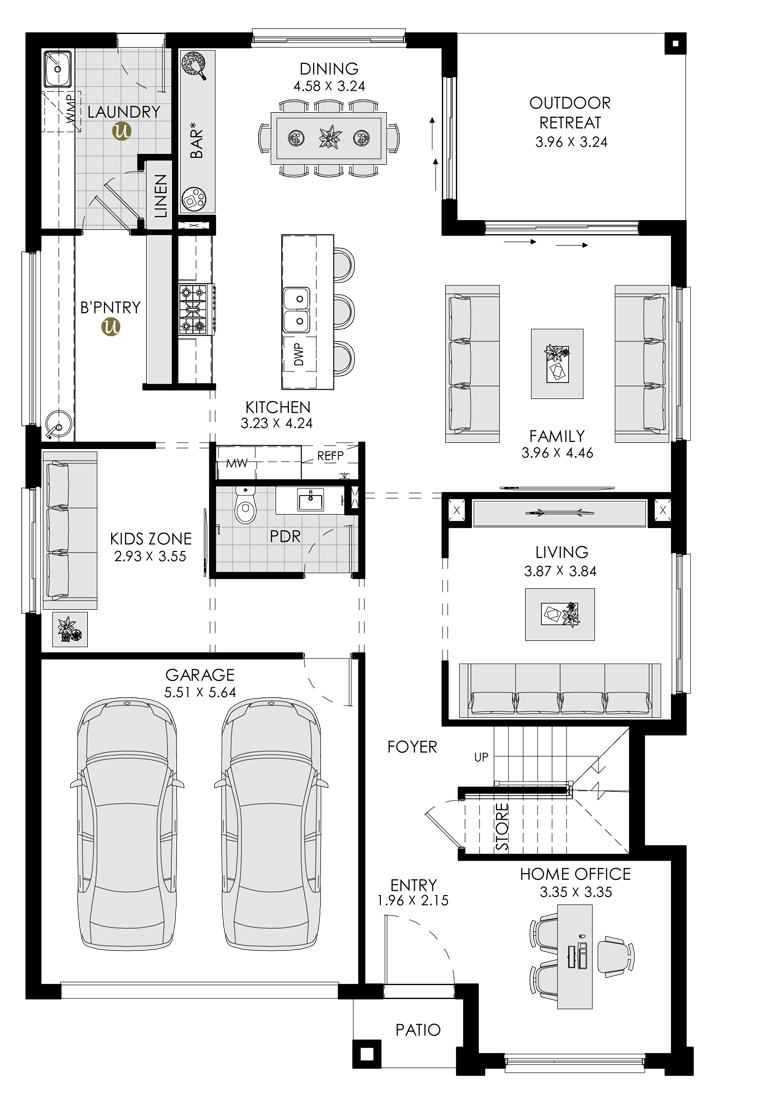 DINING
4.58 X 3.24
LAUNDRY
u
WMP
BAR*
LINEN
OUTDOOR
RETREAT
3.96 X 3.24
B'PNTRY
u
DWP
KITCHEN
3.23 X 4.24
FAMILY
3.96 X 4.46
MW
REFP
PDR
KIDS ZONE
2.93 X 3.55
LIVING
3.87 X 3.84
GARAGE
5.51 X 5.64
FOYER
UP
STORE
ENTRY
1.96 X 2.15
HOME OFFICE
3.35 X 3.35
PATIO